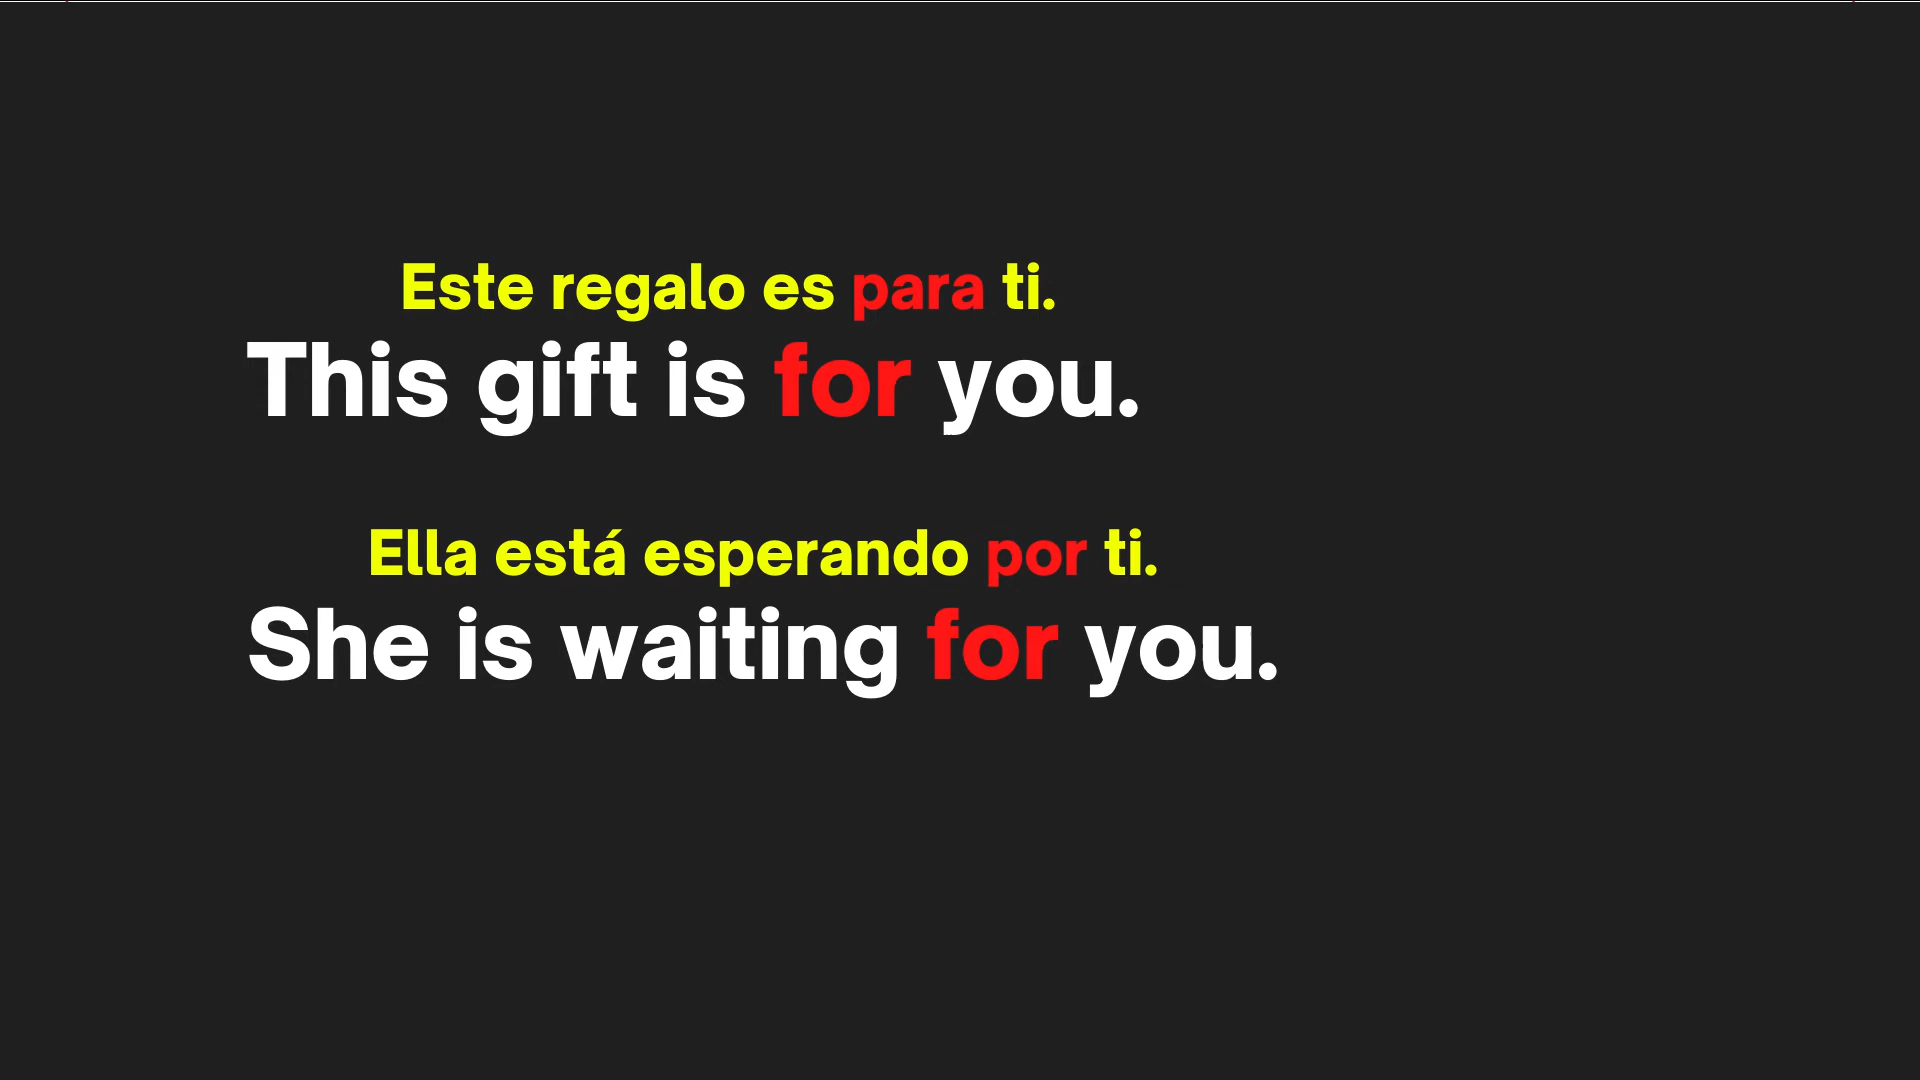 Este regalo es para ti.
This gift is for you.
Ella está esperando por ti.
She is waiting for you.